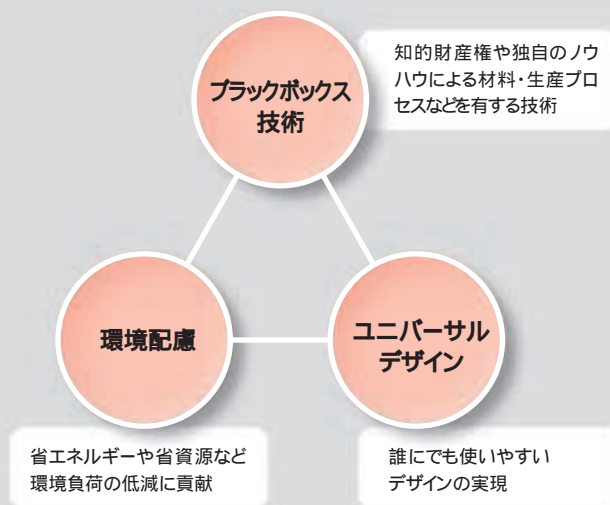 ブラックボックス
技術
知的財産権や独自のノウ
ハウによる材料・生産プロ
セスなどを有する技術
環境配慮
ユニバーサル
デザイン
省エネルギーや省資源など
環境負荷の低減に貢献
誰にでも使いやすい
デザインの実現